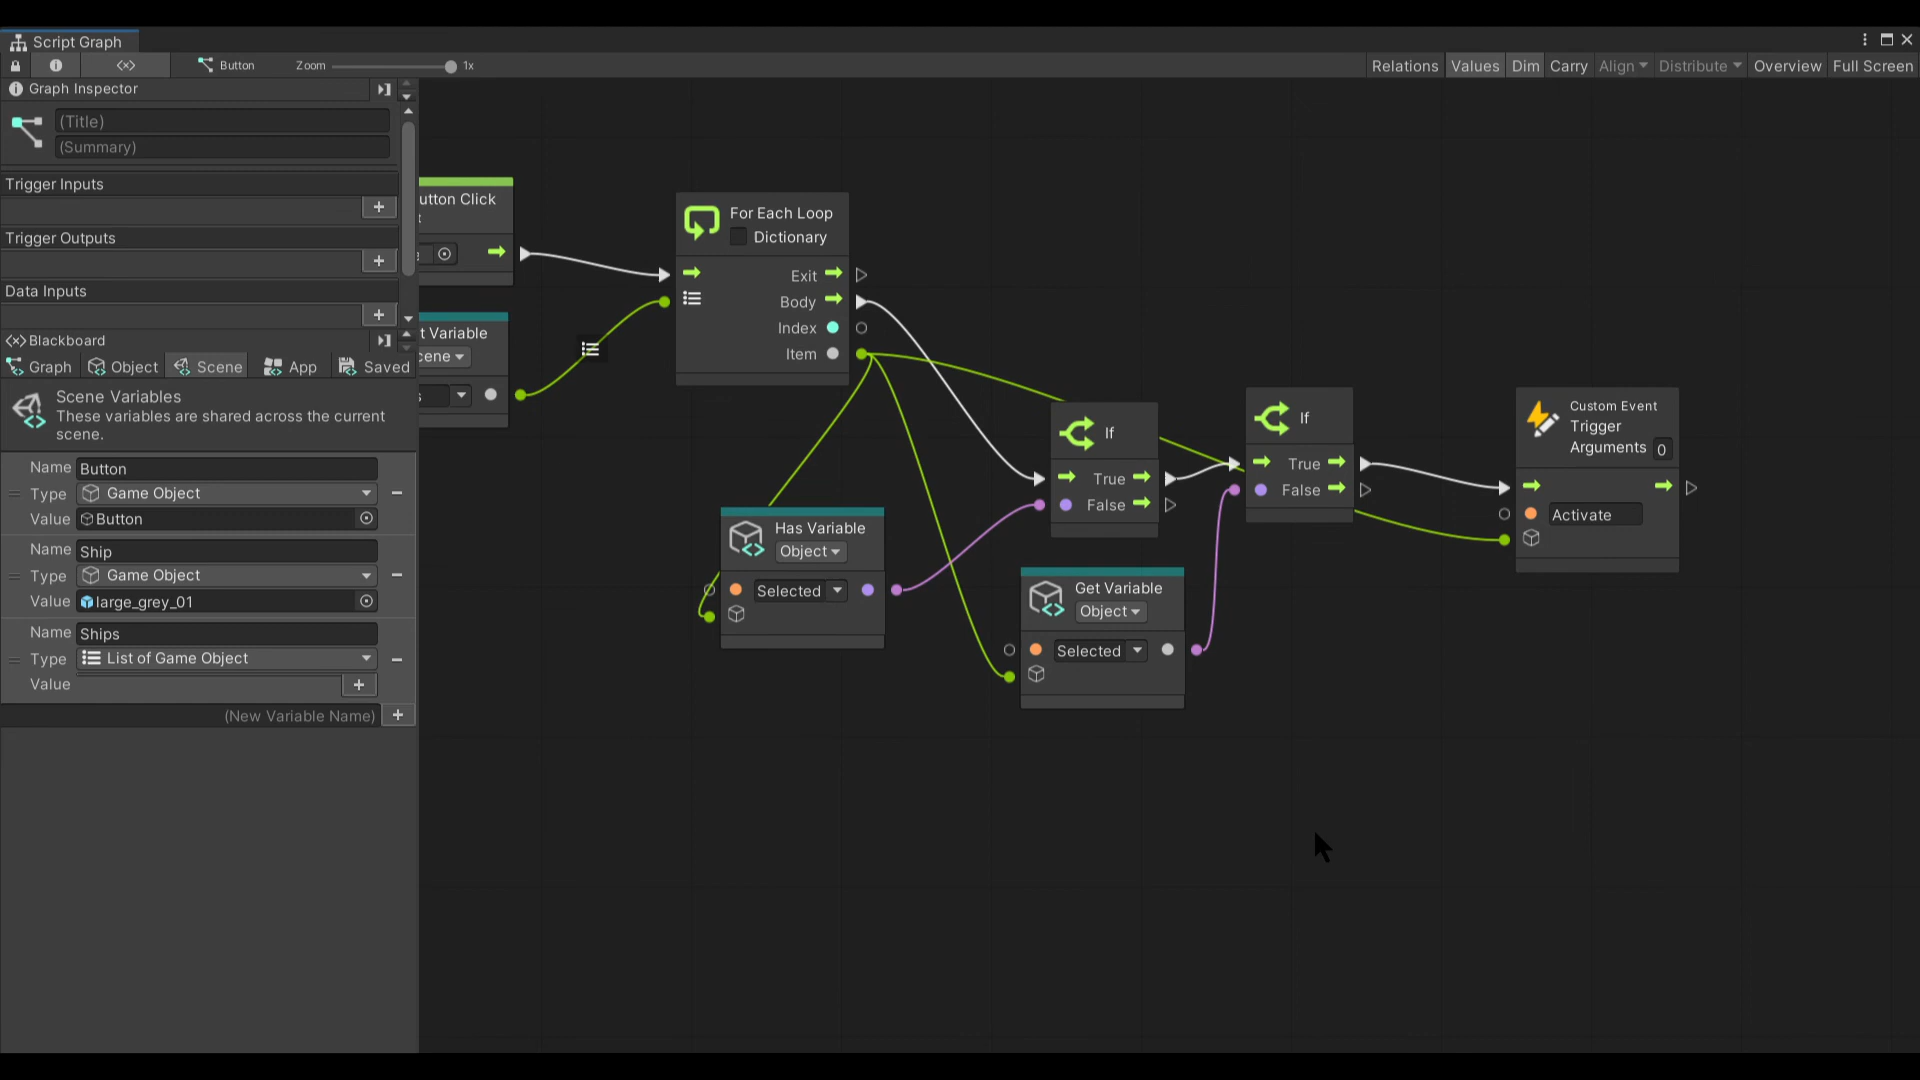 Script Graph
Button
Zoom
1x
Relations
Values
Dim
Carry
Align
Distribute
Overview
Full Screen
Graph Inspector
(Title)
(Summary)
Trigger Inputs
Trigger Outputs
Data Inputs
Blackboard
Graph
Object
Scene
App
Saved
Scene Variables
These variables are shared across the current
scene.
Name Button
Type Game Object
Value Button
Name Ship
Type Game Object
Value large_grey_01
Name Ships
Type List of Game Object
Value
(New Variable Name)
utton Click
t
t Variable
cene
s
For Each Loop
Dictionary
Exit
Body
Index
Item
Has Variable
Object
Selected
If
True
False
Get Variable
Object
Selected
If
True
False
Custom Event
Trigger
Arguments 0
Activate